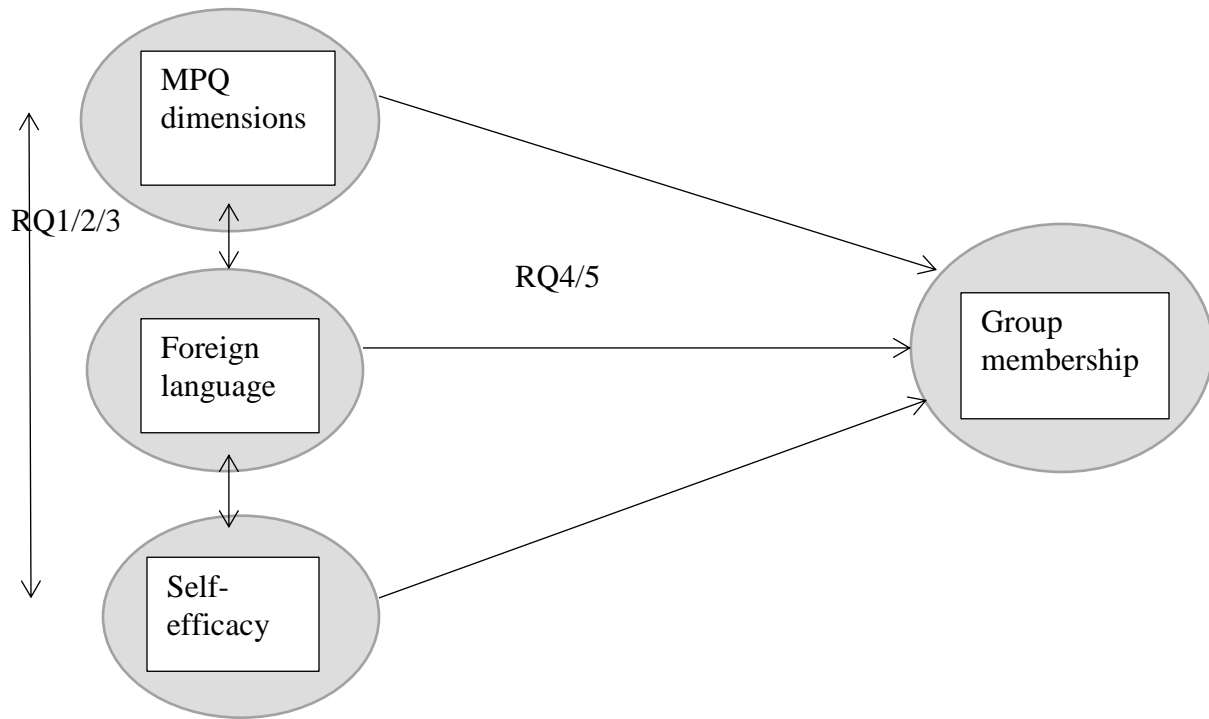 MPQ
dimensions
RQ1/2/3
RQ4/5
Foreign
language
Group
membership
Self-
efficacy